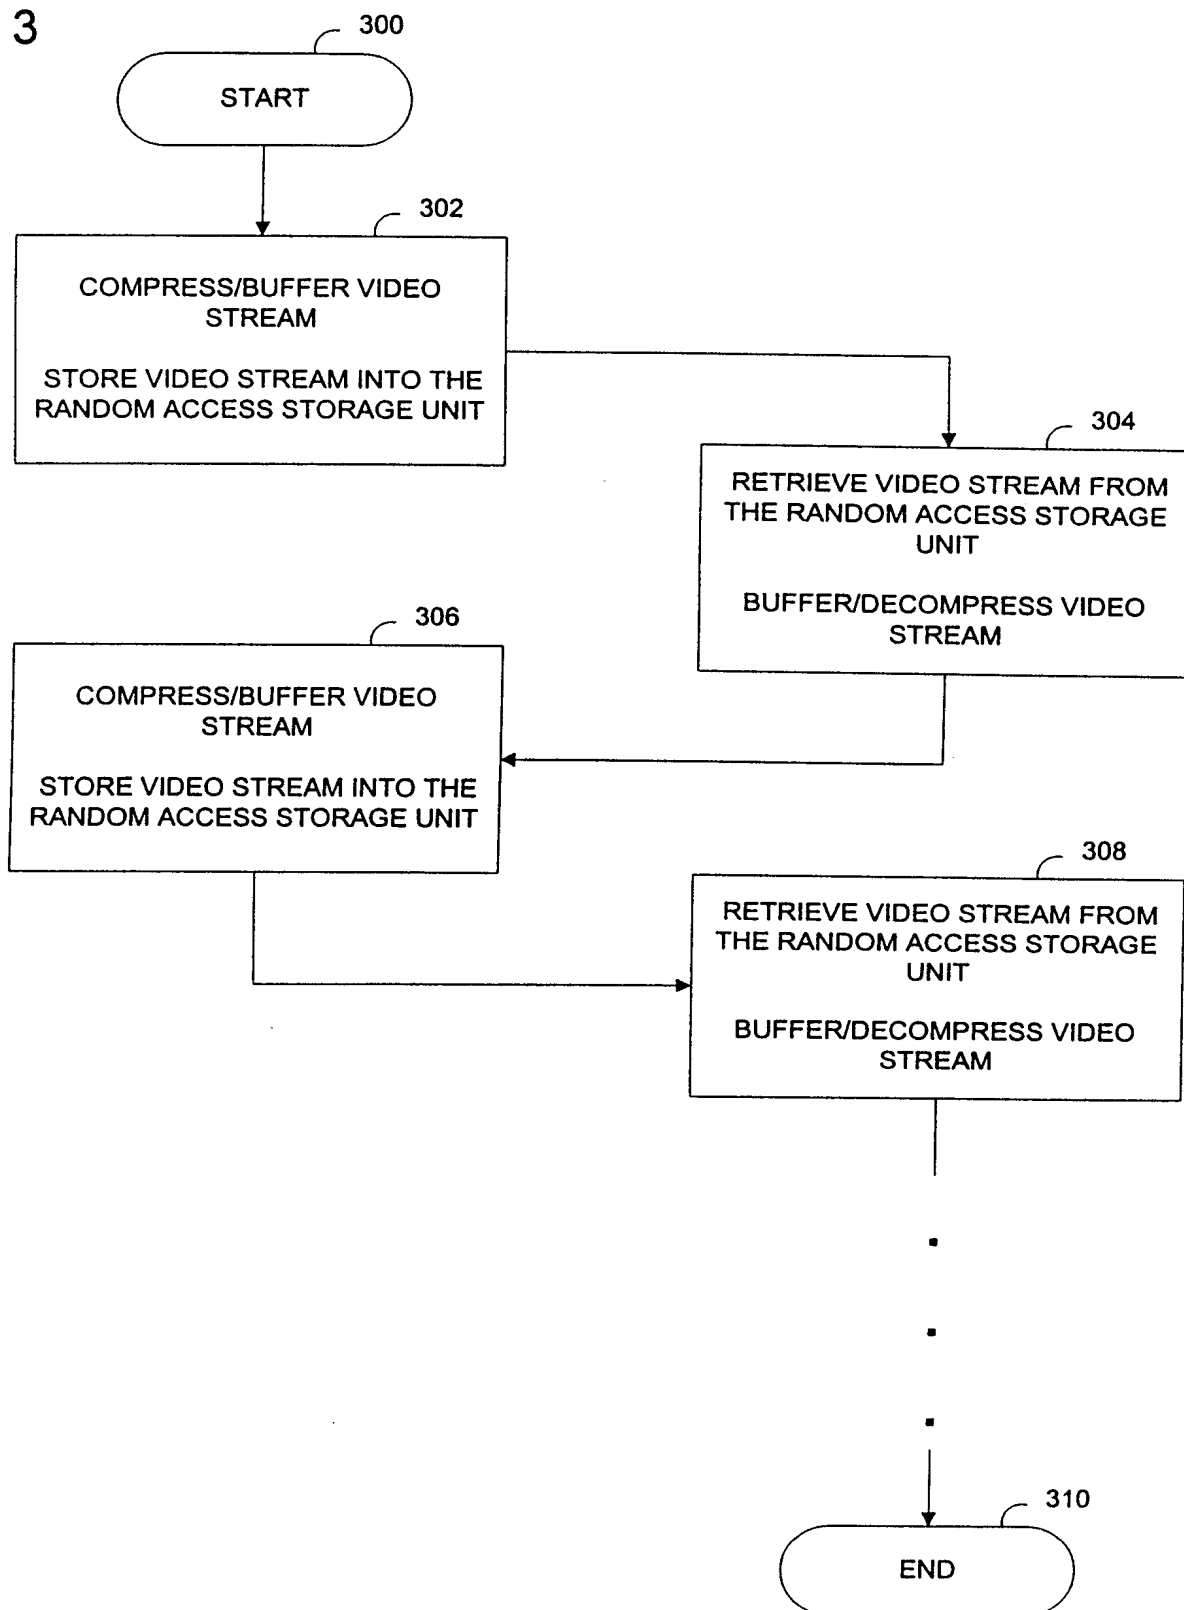 3
300
START
302
COMPRESS/BUFFER VIDEO
STREAM
STORE VIDEO STREAM INTO THE
RANDOM ACCESS STORAGE UNIT
304
RETRIEVE VIDEO STREAM FROM
THE RANDOM ACCESS STORAGE
UNIT
BUFFER/DECOMPRESS VIDEO
STREAM
306
COMPRESS/BUFFER VIDEO
STREAM
STORE VIDEO STREAM INTO THE
RANDOM ACCESS STORAGE UNIT
308
RETRIEVE VIDEO STREAM FROM
THE RANDOM ACCESS STORAGE
UNIT
BUFFER/DECOMPRESS VIDEO
STREAM
310
END